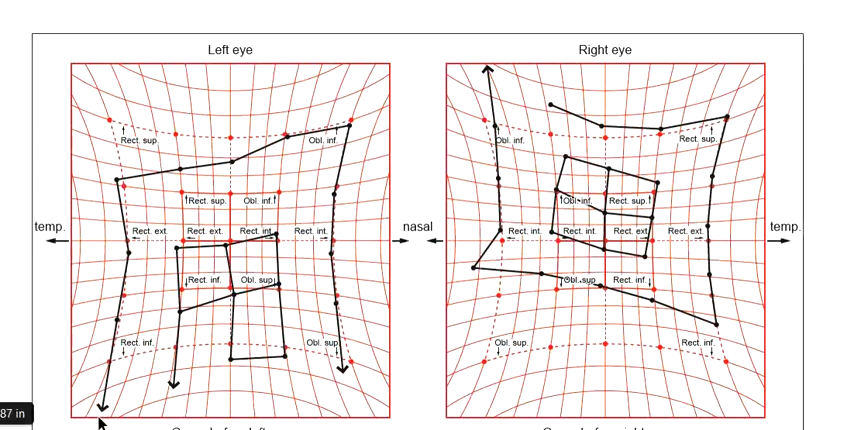 Left eye
Right eye
Rect. sup.
Obl. inf.
Obl. inf.
Rect. sup.
Rect. sup.
Obl. inf.
Obl. inf.
Rect. sup.
temp.
Rect. ext.
Rect. ext.
Rect. int.
Rect. int.
nasal
Rect. int.
Rect. int.
Rect. ext.
Rect. ext.
temp.
Rect. inf.
Obl. sup.
Obl. sup.
Rect. inf.
Rect. inf.
Obl. sup.
Obl. sup.
Rect. inf.
87 in